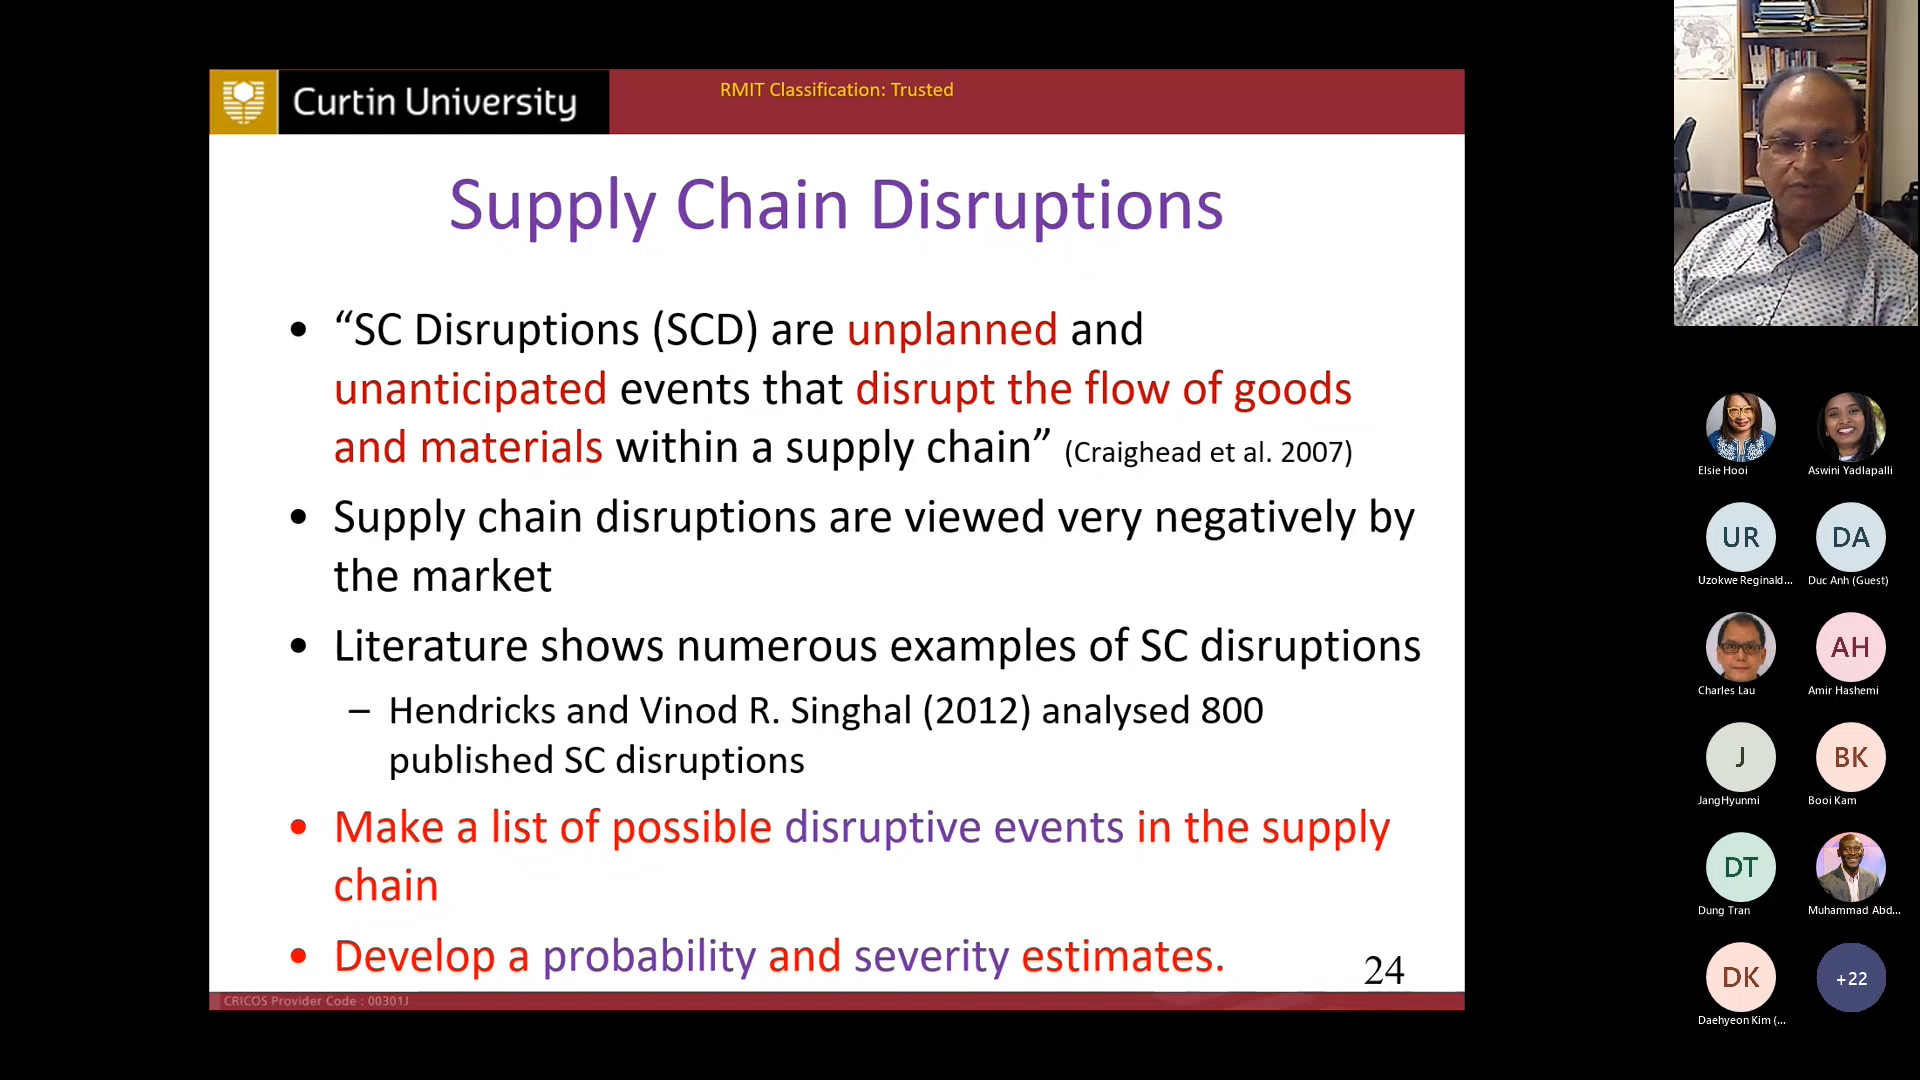 Curtin University
RMIT Classification: Trusted
Supply Chain Disruptions
• “SC Disruptions (SCD) are unplanned and
unanticipated events that disrupt the flow of goods
and materials within a supply chain” (Craighead et al. 2007)
• Supply chain disruptions are viewed very negatively by
the market
• Literature shows numerous examples of SC disruptions
– Hendricks and Vinod R. Singhal (2012) analysed 800
published SC disruptions
• Make a list of possible disruptive events in the supply
chain
• Develop a probability and severity estimates.
24
CRICOS Provider Code : 00301J
Elsie Hooi
Aswini Yadlapalli
UR
DA
Uzokwe Reginald...
Duc Anh (Guest)
AH
Charles Lau
Amir Hashemi
J
BK
JangHyunmi
Booi Kam
DT
Dung Tran
Muhammad Abd...
DK
+22
Daehyeon Kim (...